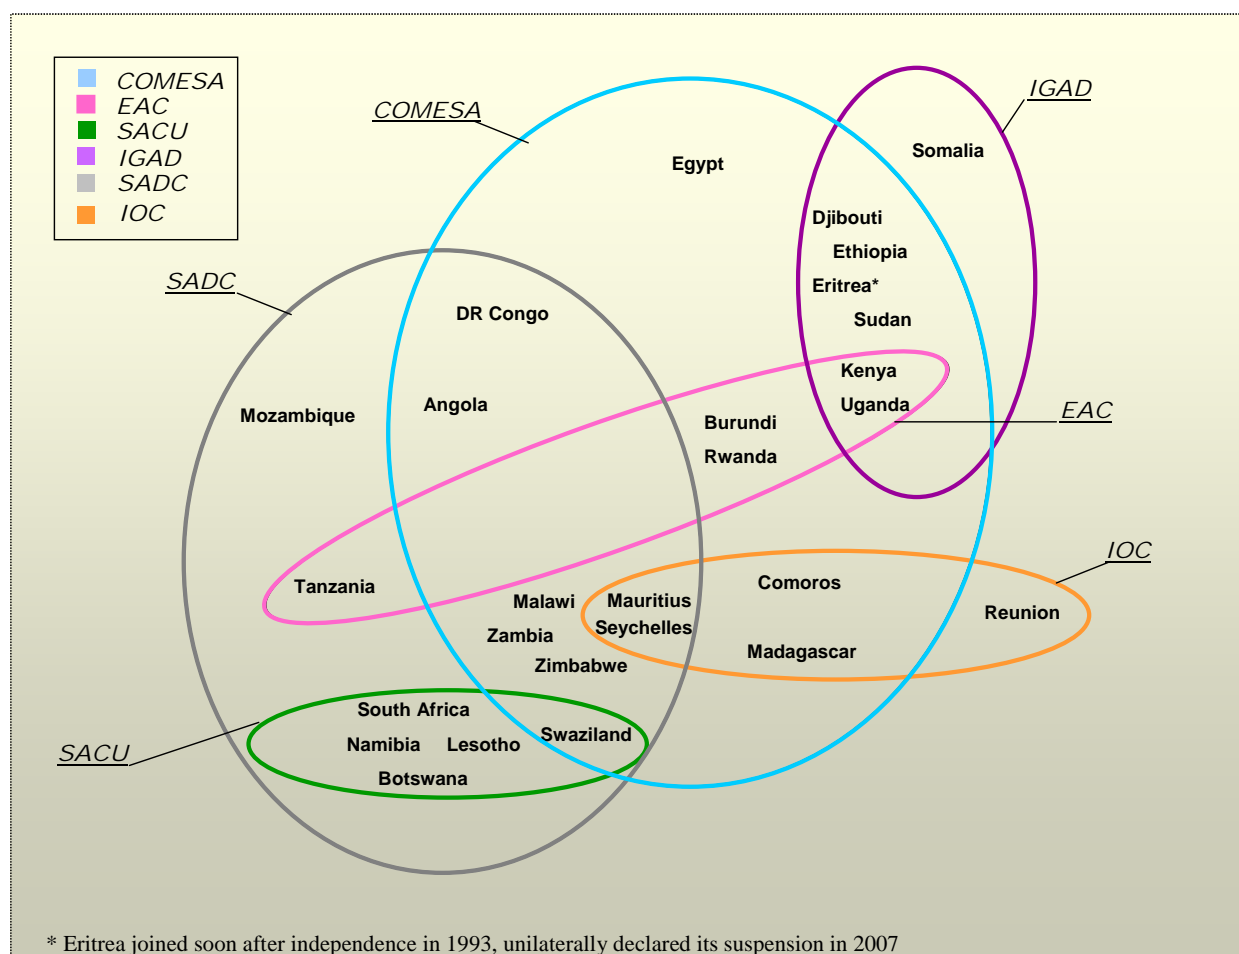 COMESA
EAC
SACU
IGAD
SADC
IOC
COMESA
IGAD
Egypt
Somalia
Djibouti
Ethiopia
Eritrea*
Sudan
SADC
DR Congo
Kenya
Uganda
Mozambique
Angola
Burundi
Rwanda
EAC
IOC
Tanzania
Malawi
Zambia
Zimbabwe
Mauritius
Seychelles
Comoros
Madagascar
Reunion
SACU
South Africa
Namibia
Lesotho
Swaziland
Botswana
* Eritrea joined soon after independence in 1993, unilaterally declared its suspension in 2007